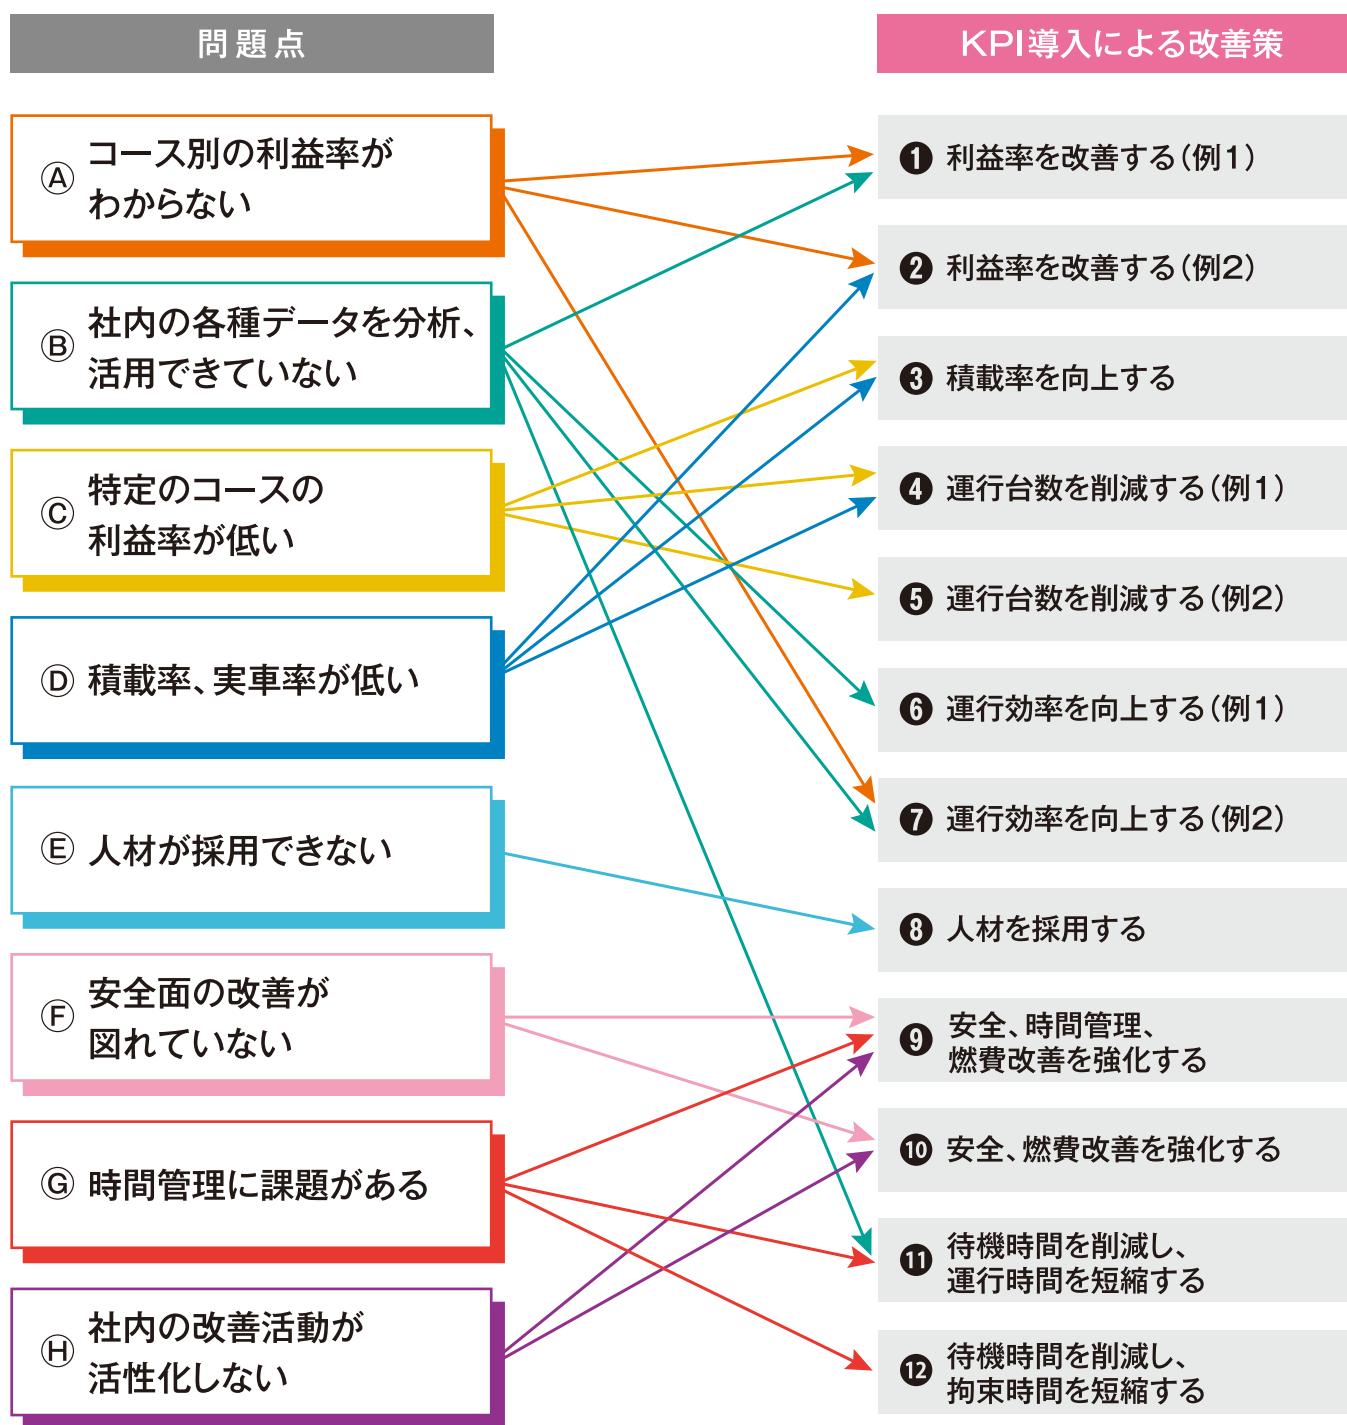 問題点
Ⓐ コース別の利益率が
わからない
Ⓑ 社内の各種データを分析、
活用できていない
Ⓒ 特定のコースの
利益率が低い
Ⓓ 積載率、実車率が低い
Ⓔ 人材が採用できない
Ⓕ 安全面の改善が
図れていない
Ⓖ 時間管理に課題がある
Ⓗ 社内の改善活動が
活性化しない
KPI導入による改善策
❶ 利益率を改善する（例1）
❷ 利益率を改善する（例2）
❸ 積載率を向上する
❹ 運行台数を削減する（例1）
❺ 運行台数を削減する（例2）
❻ 運行効率を向上する（例1）
❼ 運行効率を向上する（例2）
❽ 人材を採用する
❾ 安全、時間管理、
燃費改善を強化する
❿ 安全、燃費改善を強化する
⓫ 待機時間を削減し、
運行時間を短縮する
⓬ 待機時間を削減し、
拘束時間を短縮する